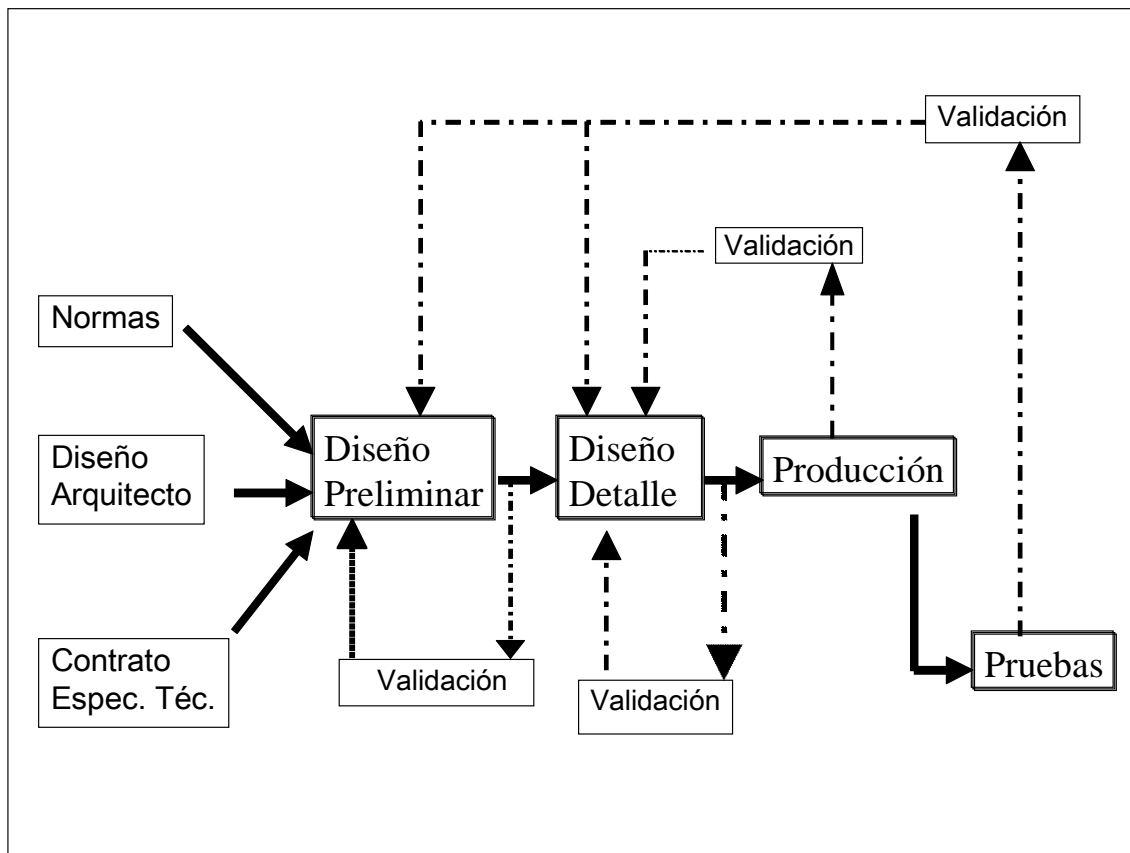 Validación
Validación
Normas
Diseño
Arquitecto
Diseño
Preliminar
Diseño
Detalle
Producción
Contrato
Espec. Téc.
Validación
Validación
Pruebas